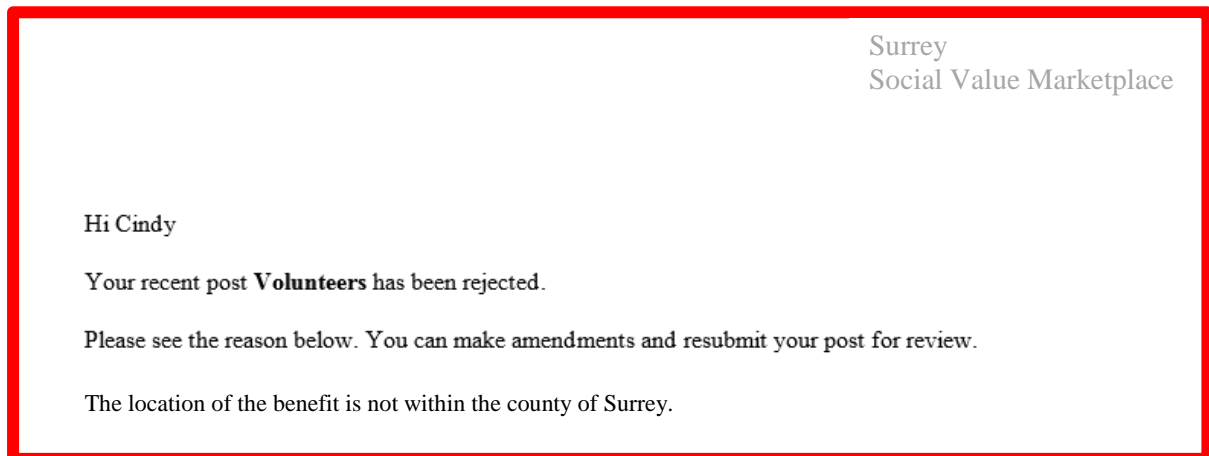 Surrey
Social Value Marketplace
Hi Cindy
Your recent post Volunteers has been rejected.
Please see the reason below. You can make amendments and resubmit your post for review.
The location of the benefit is not within the county of Surrey.